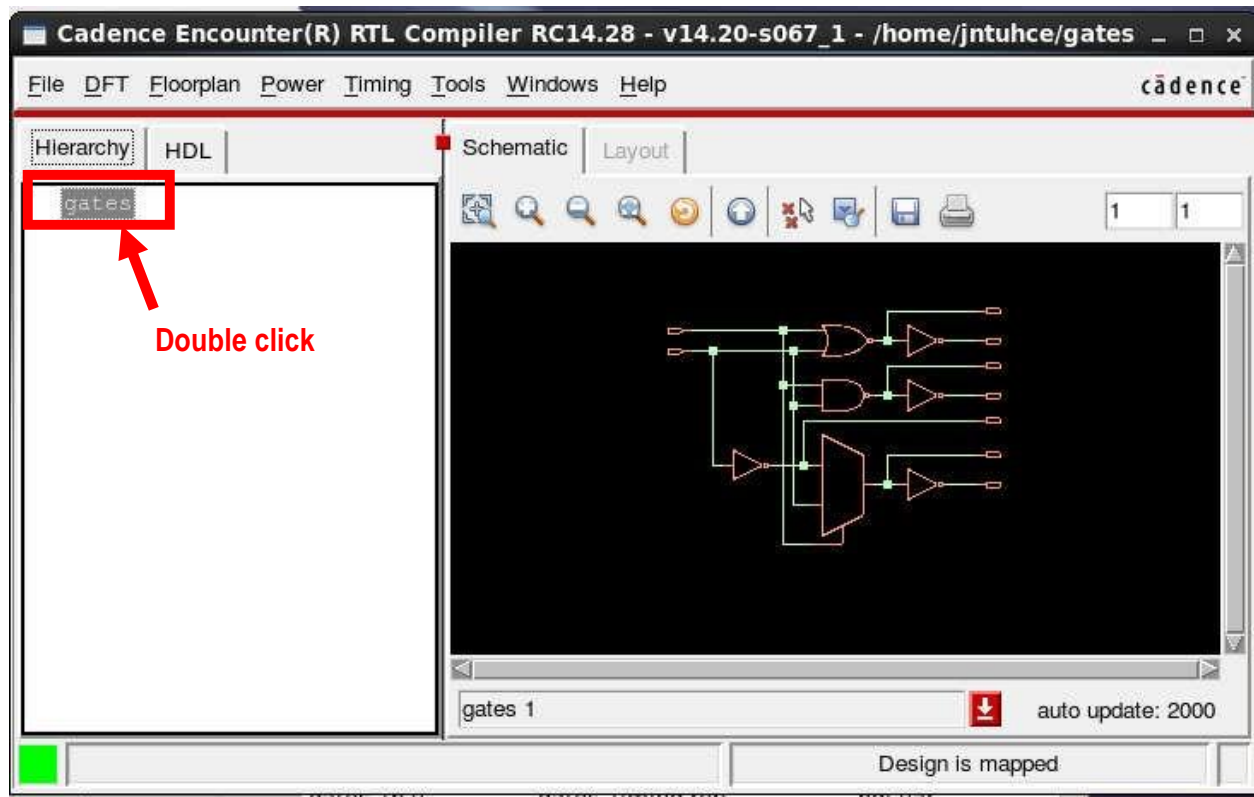 Cadence Encounter(R) RTL Compiler RC14.28 - v14.20-s067_1 - /home/jntuhce/gates
File DFT Floorplan Power Timing Tools Windows Help cādence
Hierarchy HDL Schematic Layout
gates
1 1
Double click
gates 1 auto update: 2000
Design is mapped